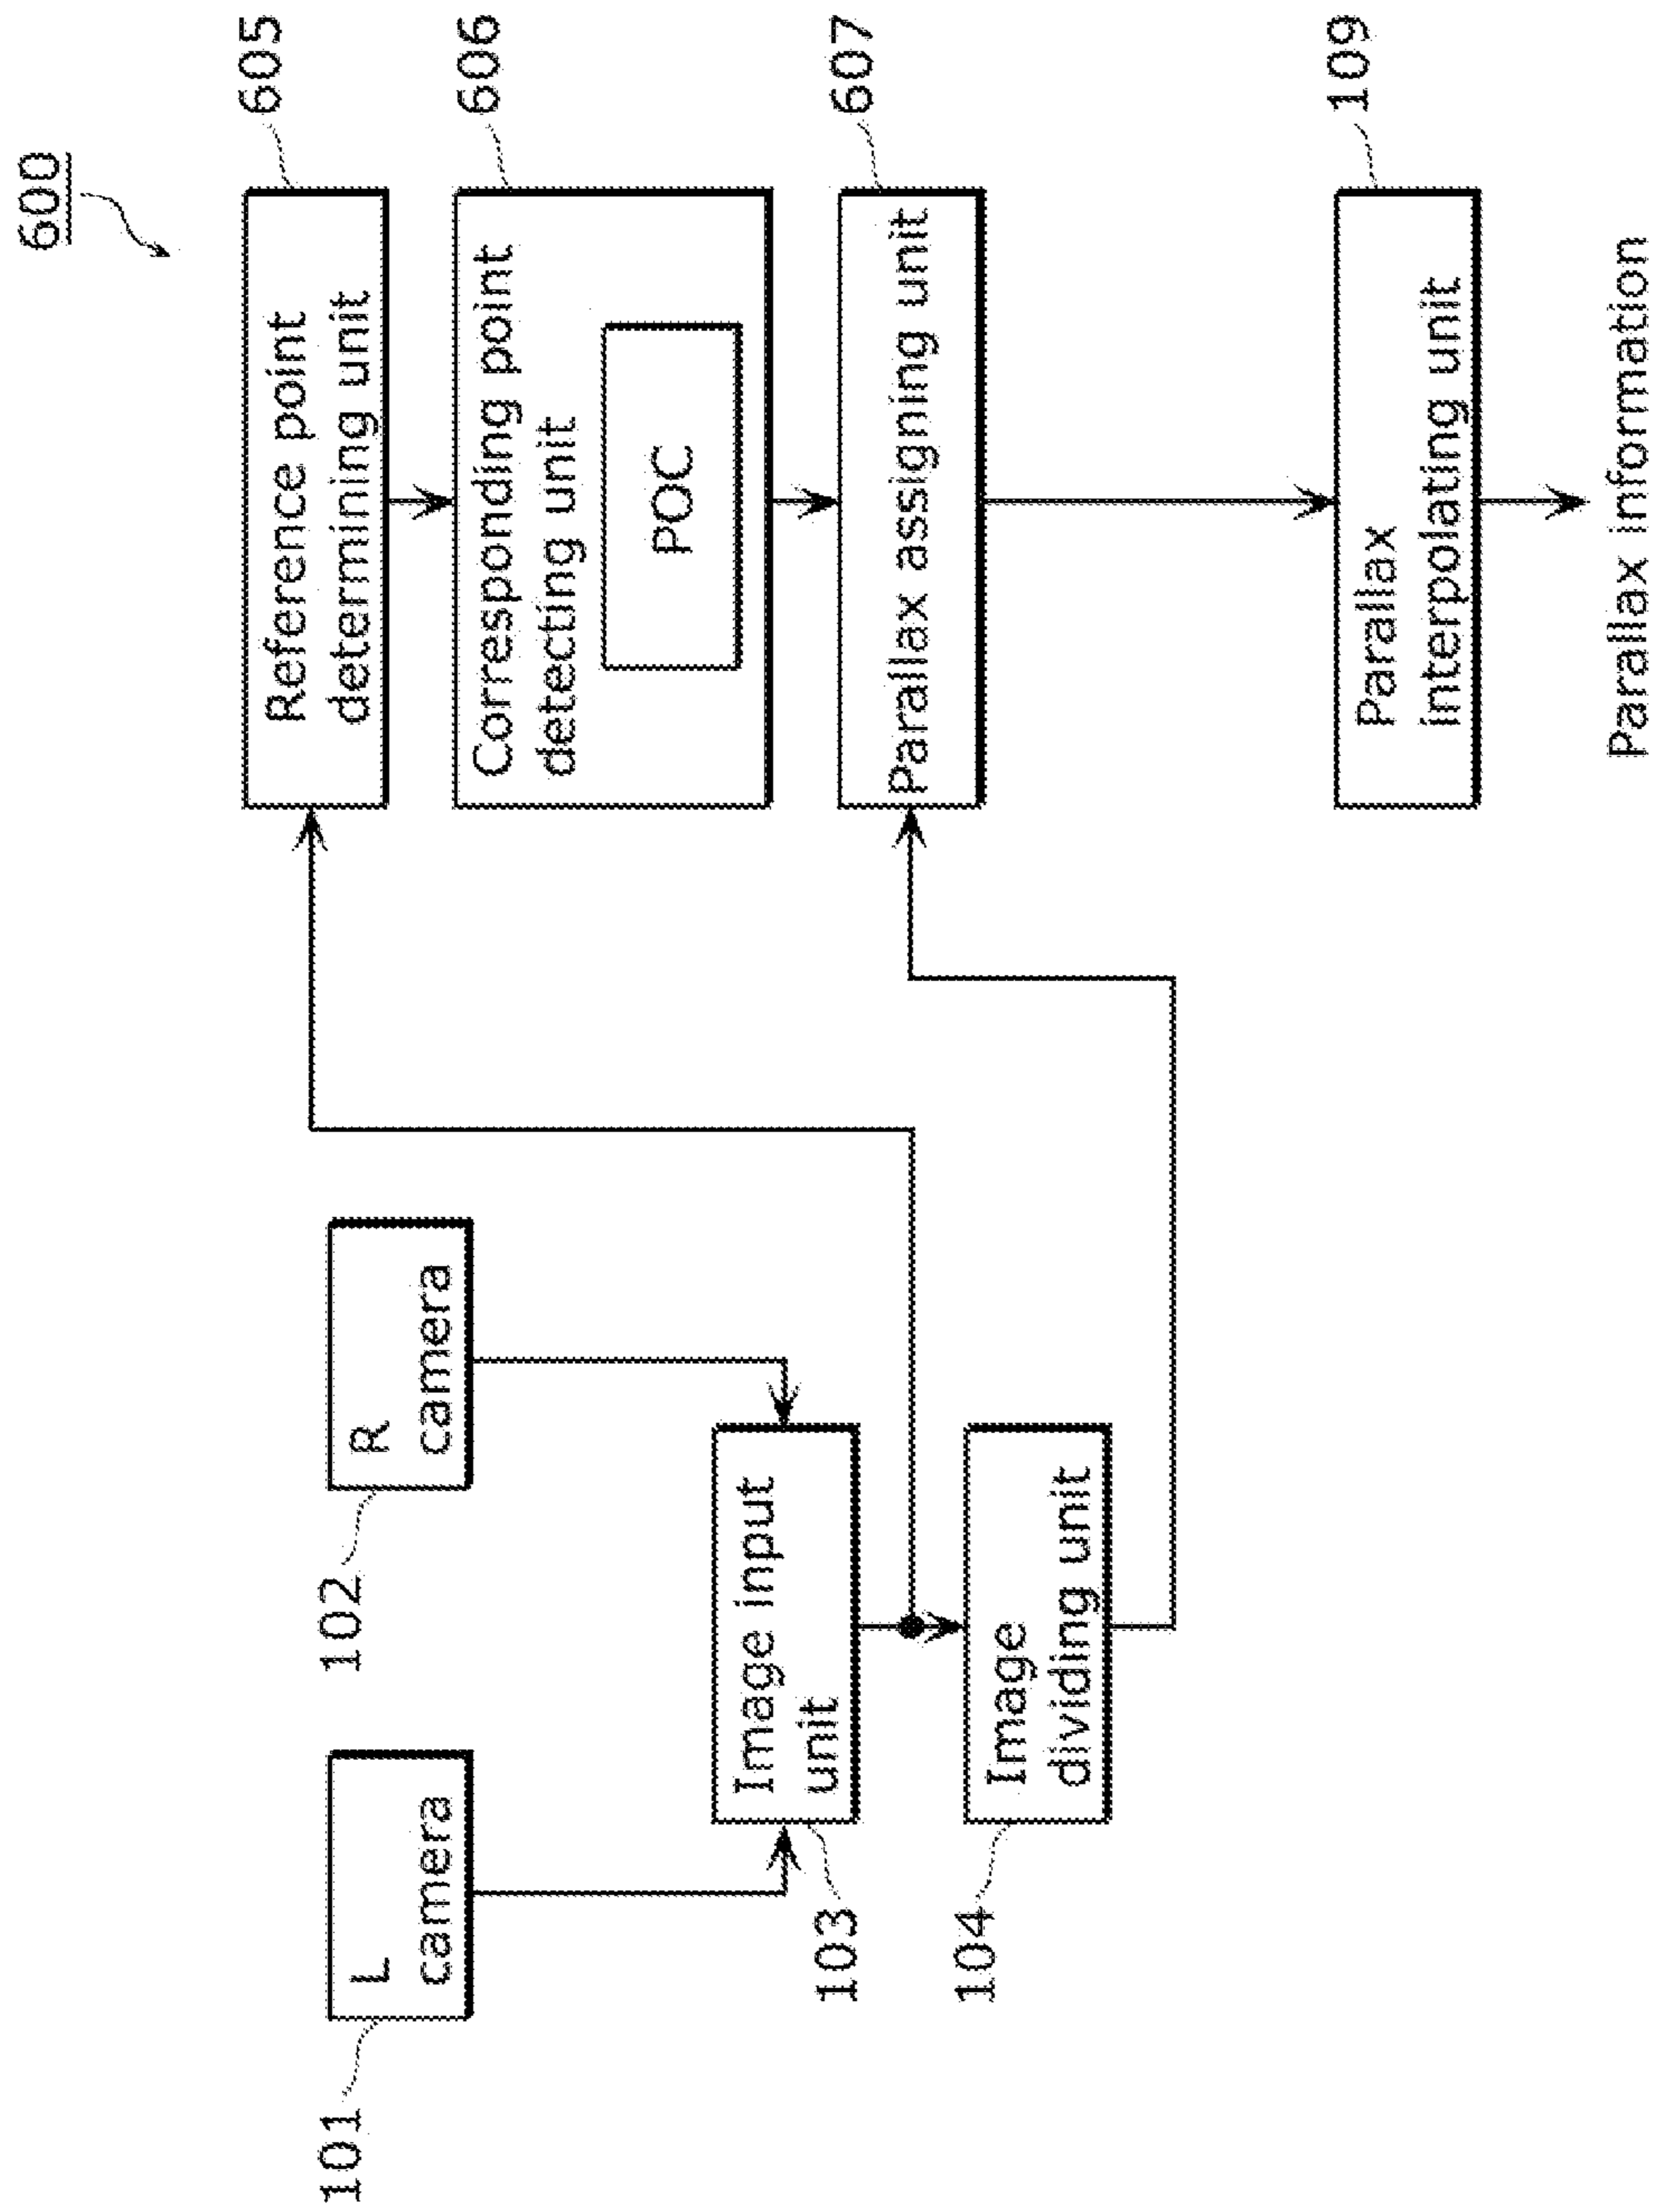 600
101
L
camera
102
R
camera
103
Image input
unit
104
Image
dividing unit
605
Reference point
determining unit
606
Corresponding point
detecting unit
POC
607
Parallax assigning unit
109
Parallax
interpolating unit
Parallax information